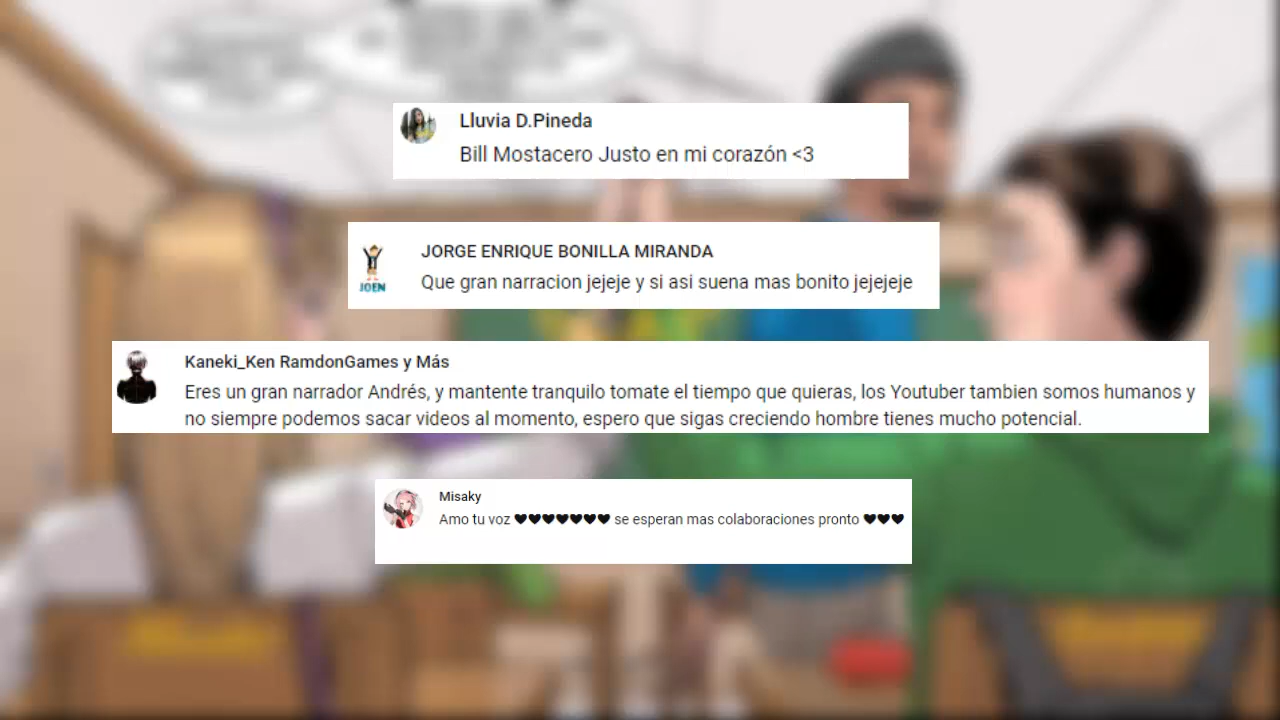 Lluvia D.Pineda
Bill Mostacero Justo en mi corazón <3
JORGE ENRIQUE BONILLA MIRANDA
Que gran narracion jejeje y si asi suena mas bonito jejejeje
JOEN
Kaneki_Ken RamdonGames y Más
Eres un gran narrador Andrés, y mantente tranquilo tomate el tiempo que quieras, los Youtuber tambien somos humanos y
no siempre podemos sacar videos al momento, espero que sigas creciendo hombre tienes mucho potencial.
Misaky
Amo tu voz ♥♥♥♥♥♥♥ se esperan mas colaboraciones pronto ♥♥♥